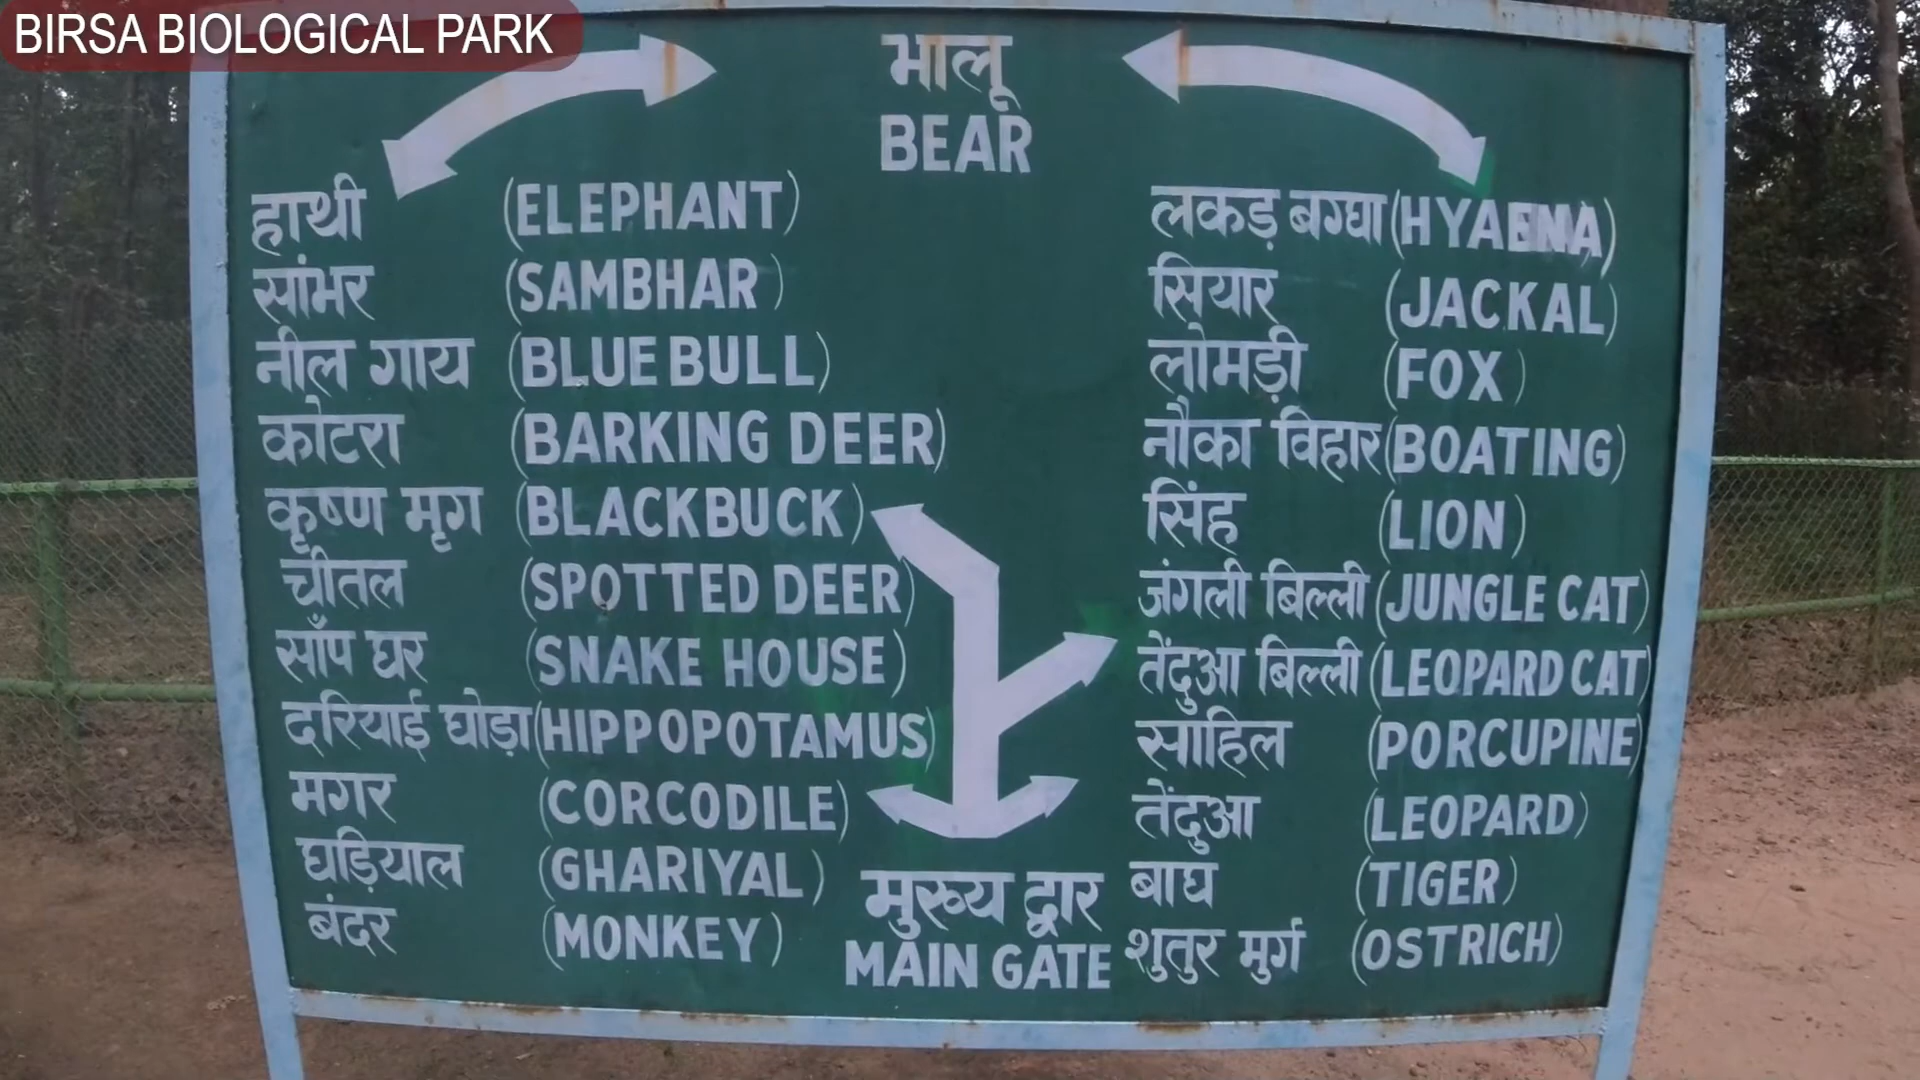 BIRSA BIOLOGICAL PARK
भालू
BEAR
हाथी (ELEPHANT)
सांभर (SAMBHAR)
नील गाय (BLUE BULL)
कोटरा (BARKING DEER)
कृष्ण मृग (BLACKBUCK)
चीतल (SPOTTED DEER)
साँप घर (SNAKE HOUSE)
दरियाई घोड़ा (HIPPOPOTAMUS)
मगर (CORCODILE)
घड़ियाल (GHARIYAL)
बंदर (MONKEY)
मुख्य द्वार
MAIN GATE
लकड़ बग्घा (HYAENA)
सियार (JACKAL)
लोमड़ी (FOX)
नौका विहार (BOATING)
सिंह (LION)
जंगली बिल्ली (JUNGLE CAT)
तेंदुआ बिल्ली (LEOPARD CAT)
साहिल (PORCUPINE)
तेंदुआ (LEOPARD)
बाघ (TIGER)
शुतुर मुर्ग (OSTRICH)